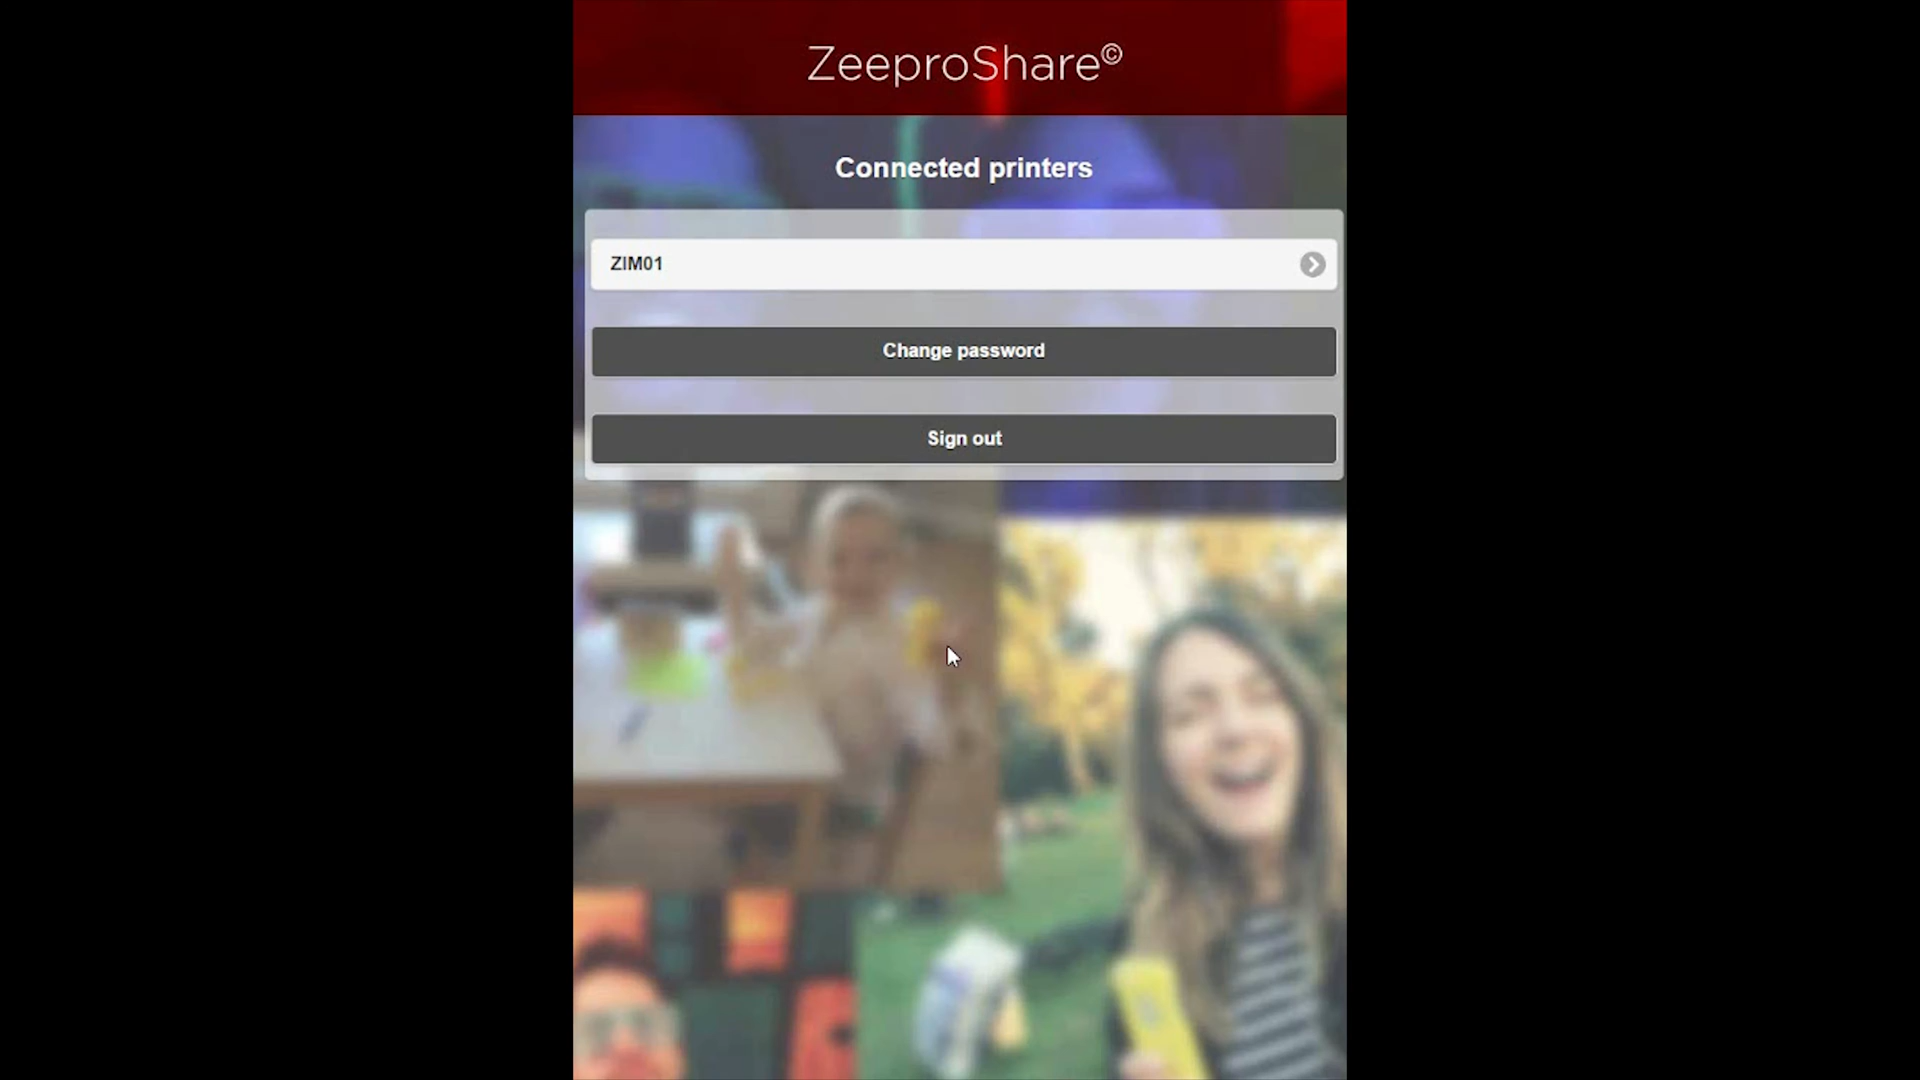 ZeeproShare©
Connected printers
ZIM01
Change password
Sign out